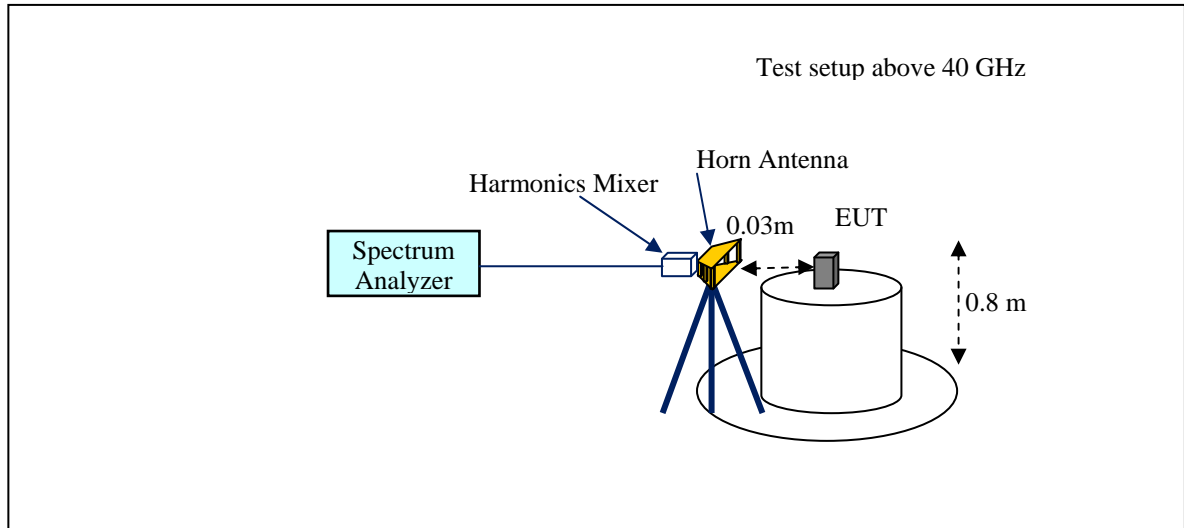 Test setup above 40 GHz
Horn Antenna
Harmonics Mixer
0.03m
EUT
Spectrum
Analyzer
0.8 m